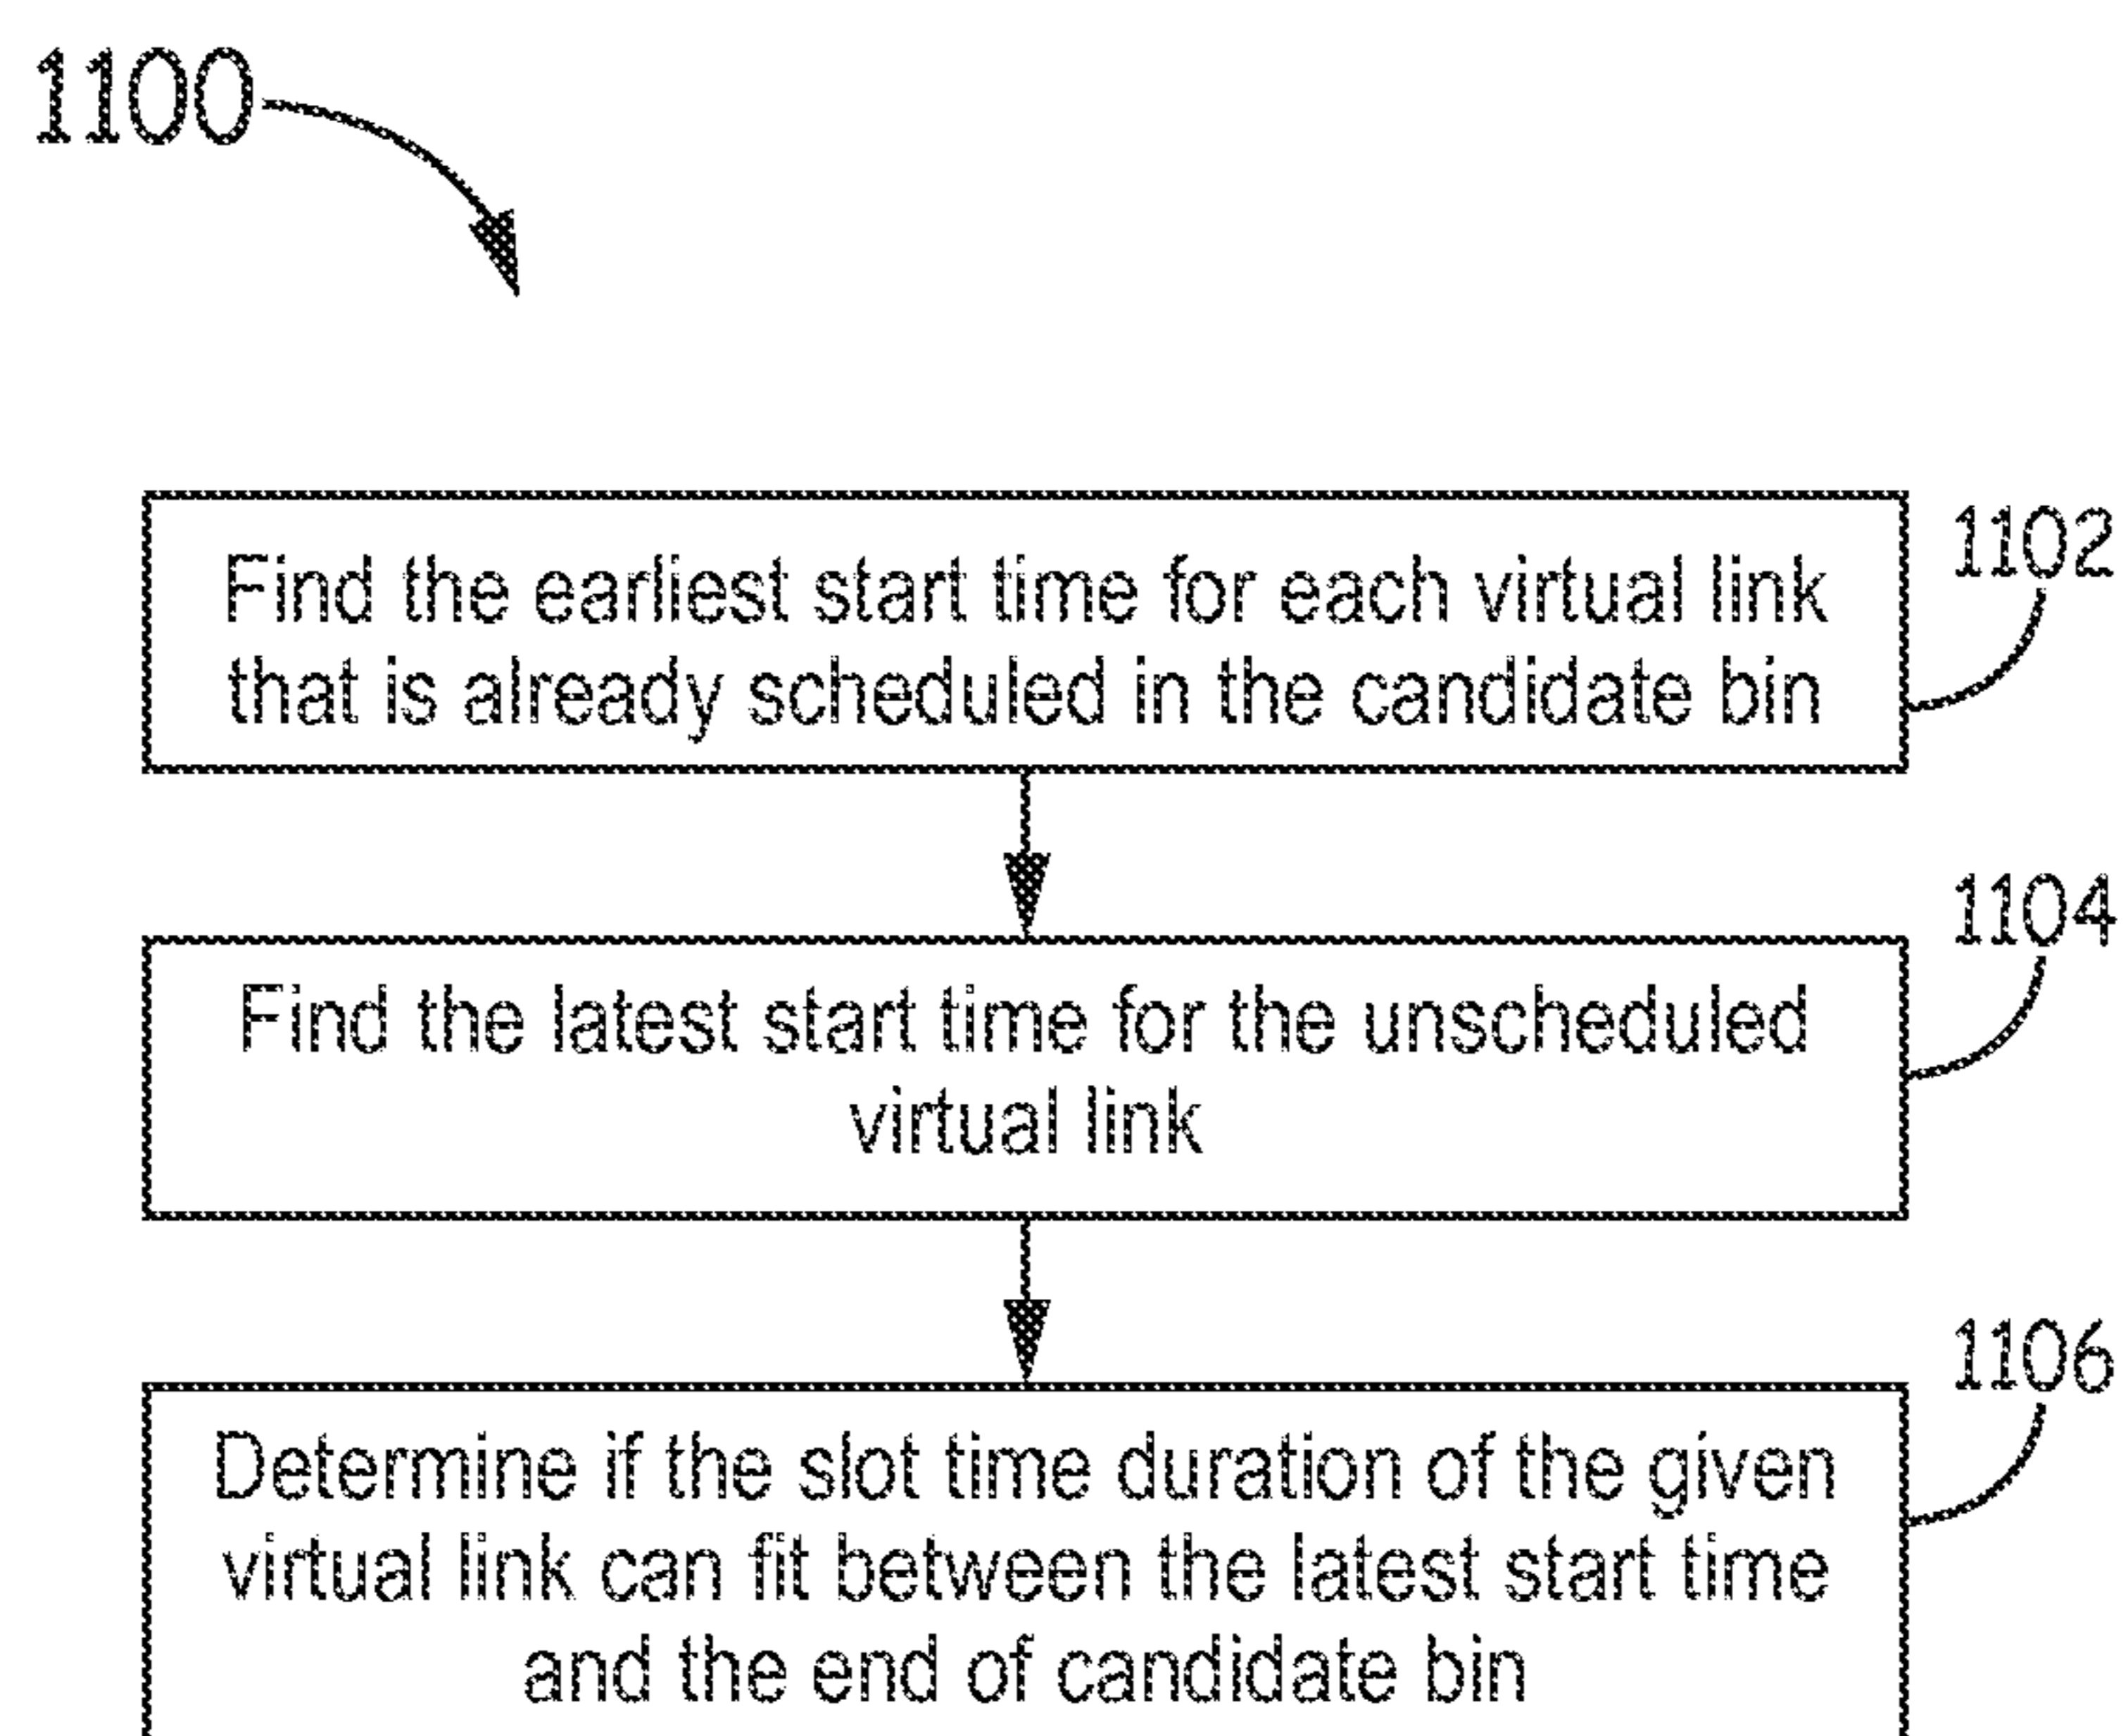 1100
Find the earliest start time for each virtual link
that is already scheduled in the candidate bin
1102
Find the latest start time for the unscheduled
virtual link
1104
Determine if the slot time duration of the given
virtual link can fit between the latest start time
and the end of candidate bin
1106